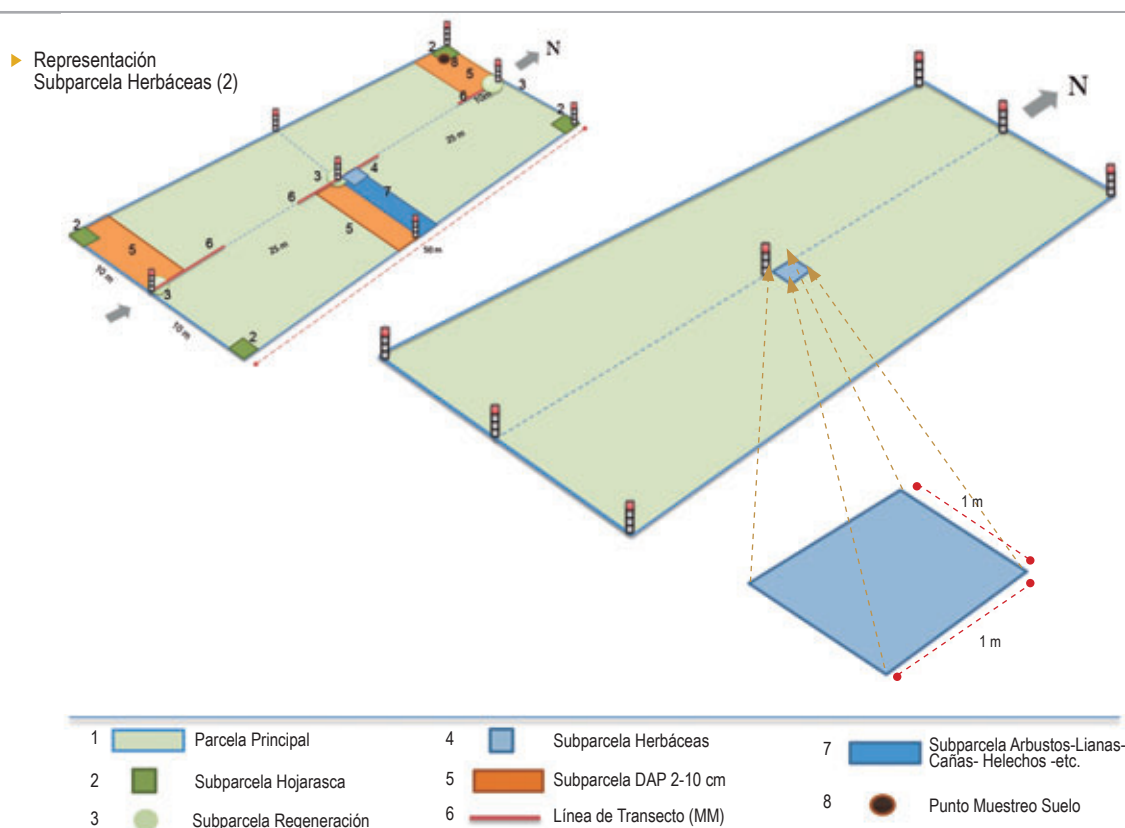 Representación
Subparcela Herbáceas (2)
2
8
5
N
3
6
10m
2
25 m
4
3
7
6
2
5
5
6
25 m
50 m
10 m
3
10 m
2
N
1 m
1 m
1 Parcela Principal
2 Subparcela Hojarasca
3 Subparcela Regeneración
4 Subparcela Herbáceas
5 Subparcela DAP 2-10 cm
6 Línea de Transecto (MM)
7 Subparcela Arbustos-Lianas-
Cañas- Helechos -etc.
8 Punto Muestreo Suelo